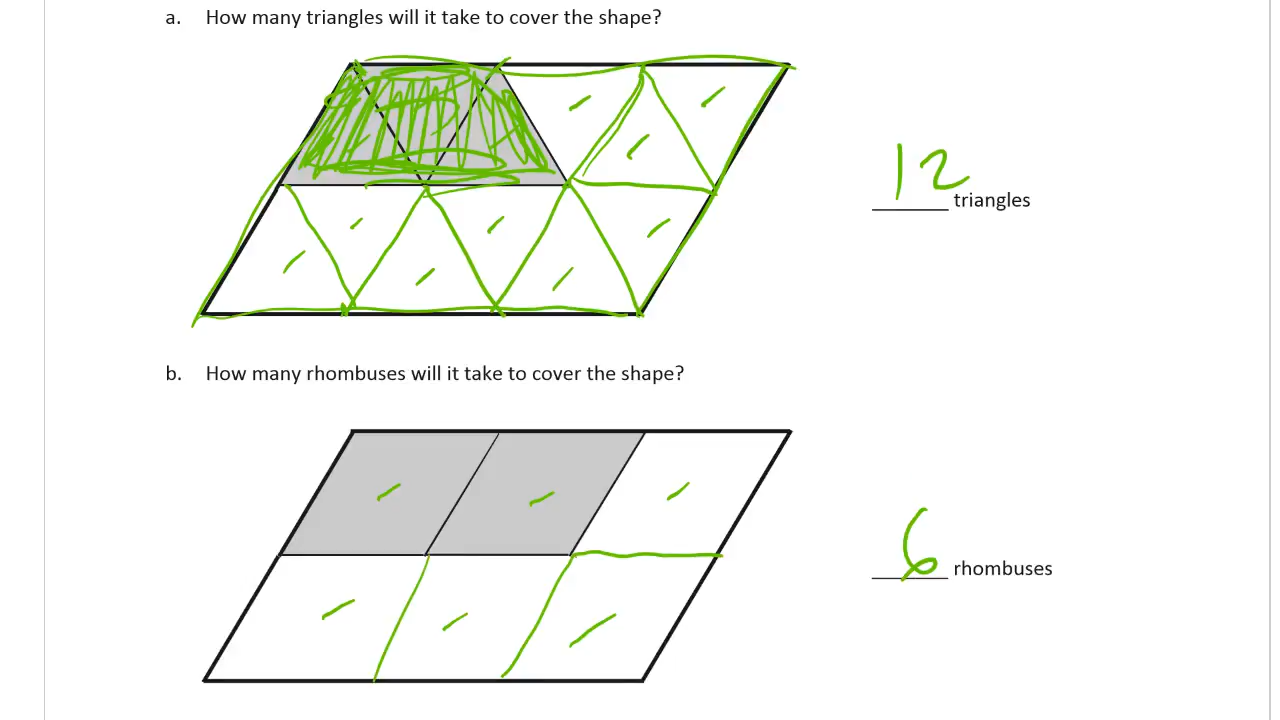 a. How many triangles will it take to cover the shape?
12 triangles
b. How many rhombuses will it take to cover the shape?
6 rhombuses